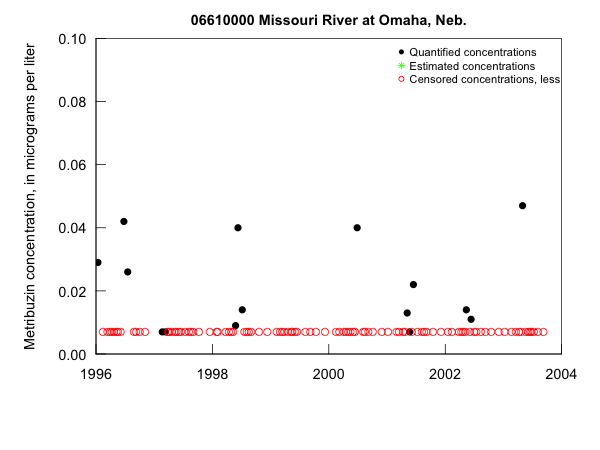 06610000 Missouri River at Omaha, Neb.
Metribuzin concentration, in micrograms per liter
0.10
0.08
0.06
0.04
0.02
0.00
Quantified concentrations
Estimated concentrations
Censored concentrations, less
1996 1998 2000 2002 2004